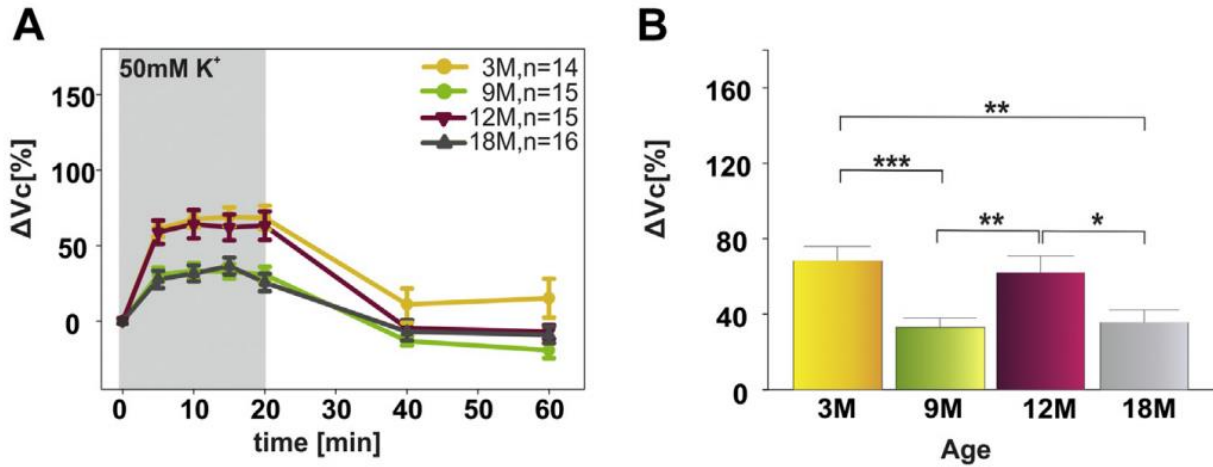 A
50mM K⁺
3M,n=14
9M,n=15
12M,n=15
18M,n=16
150
100
50
0
ΔVc[%]
0 10 20 30 40 50 60
time [min]
B
160
120
80
40
0
ΔVc[%]
**
***
**
*
3M 9M 12M 18M
Age